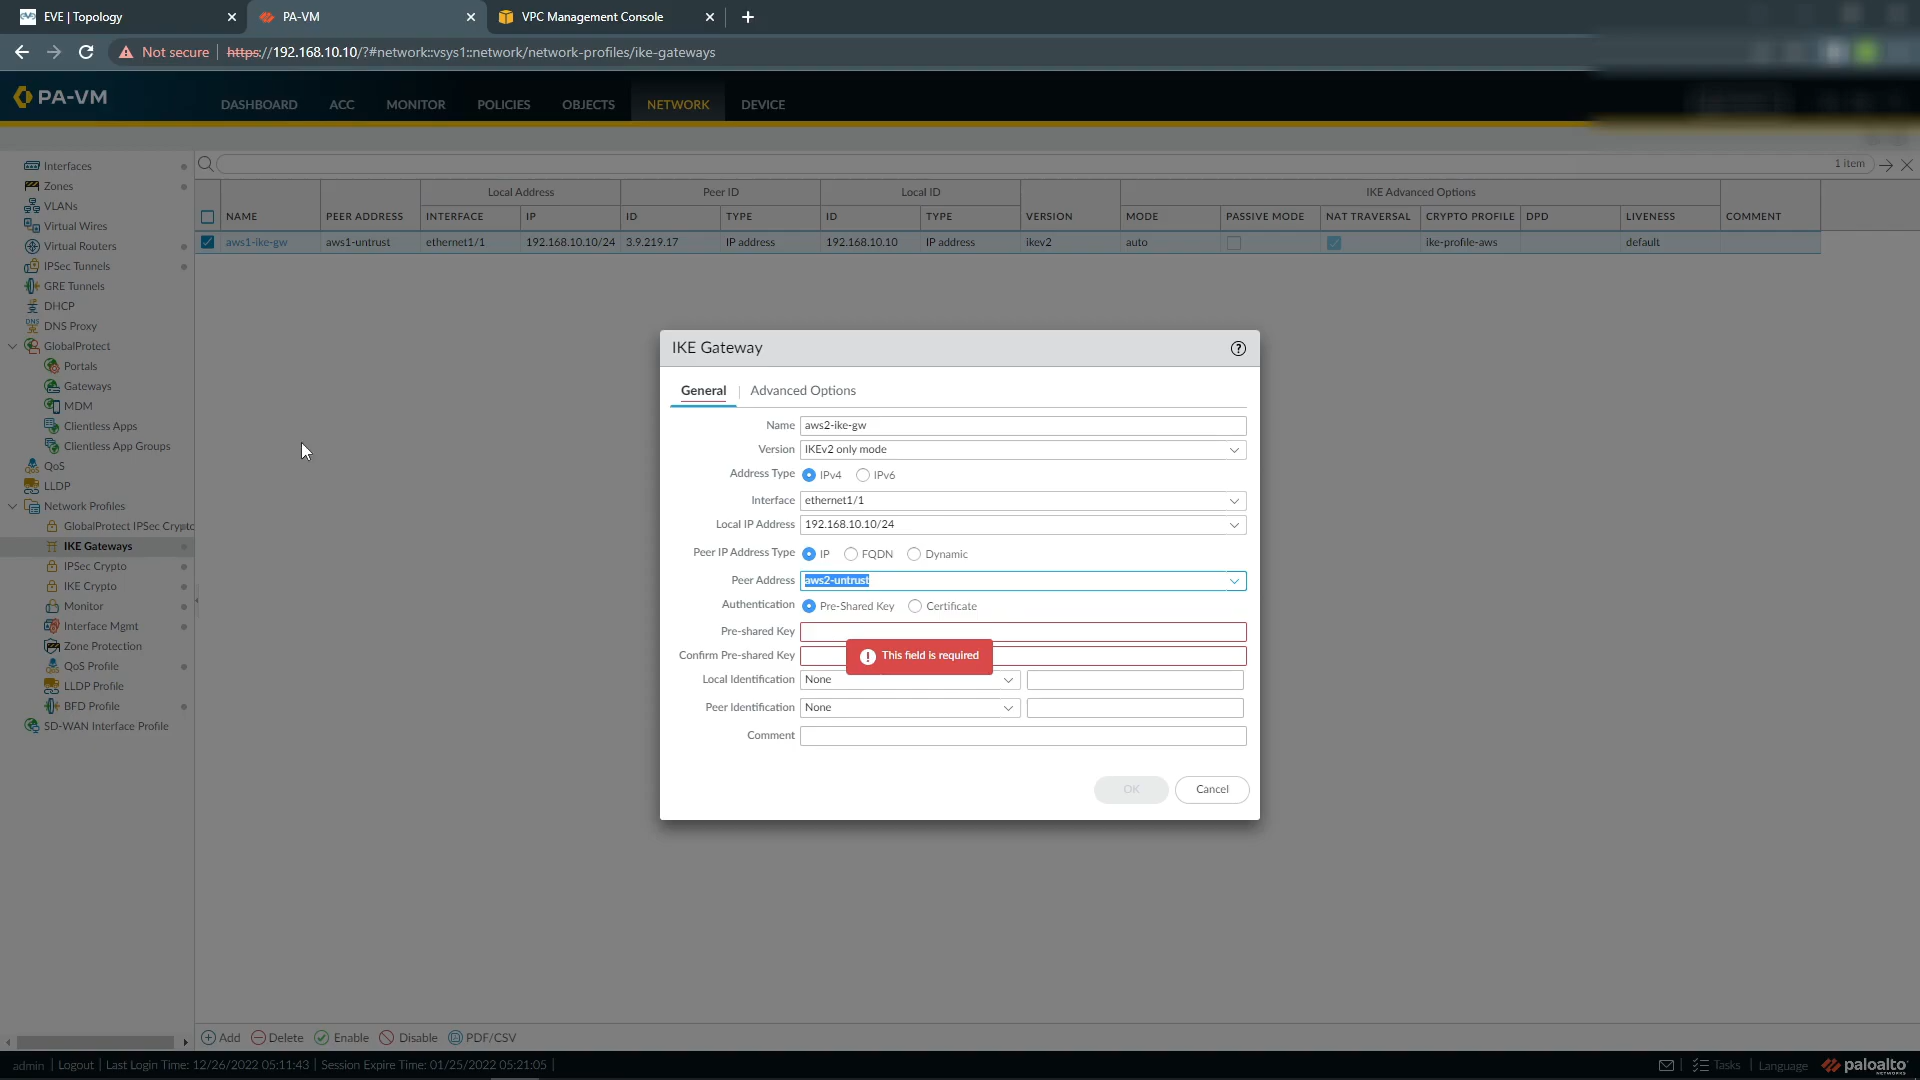 EVE | Topology
PA-VM
VPC Management Console
Not secure
https://192.168.10.10/?#network::vsys1::network/network-profiles/ike-gateways
PA-VM
DASHBOARD ACC MONITOR POLICIES OBJECTS NETWORK DEVICE
Interfaces
Zones
VLANs
Virtual Wires
Virtual Routers
IPSec Tunnels
GRE Tunnels
DHCP
DNS Proxy
GlobalProtect
Portals
Gateways
MDM
Clientless Apps
Clientless App Groups
QoS
LLDP
Network Profiles
GlobalProtect IPSec Crypto
IKE Gateways
IPSec Crypto
IKE Crypto
Monitor
Interface Mgmt
Zone Protection
QoS Profile
LLDP Profile
BFD Profile
SD-WAN Interface Profile
1 item
Local Address Peer ID Local ID IKE Advanced Options
NAME PEER ADDRESS INTERFACE IP ID TYPE ID TYPE VERSION MODE PASSIVE MODE NAT TRAVERSAL CRYPTO PROFILE DPD LIVENESS COMMENT
aws1-ike-gw aws1-untrust ethernet1/1 192.168.10.10/24 3.9.219.17 IP address 192.168.10.10 IP address ikev2 auto ike-profile-aws default
IKE Gateway
General | Advanced Options
Name aws2-ike-gw
Version IKEv2 only mode
Address Type IPv4 IPv6
Interface ethernet1/1
Local IP Address 192.168.10.10/24
Peer IP Address Type IP FQDN Dynamic
Peer Address aws2-untrust
Authentication Pre-Shared Key Certificate
Pre-shared Key
Confirm Pre-shared Key This field is required
Local Identification None
Peer Identification None
Comment
OK Cancel
Add Delete Enable Disable PDF/CSV
admin | Logout | Last Login Time: 12/26/2022 05:11:43 | Session Expire Time: 01/25/2022 05:21:05 |
Tasks | Language paloalto
NETWORKS